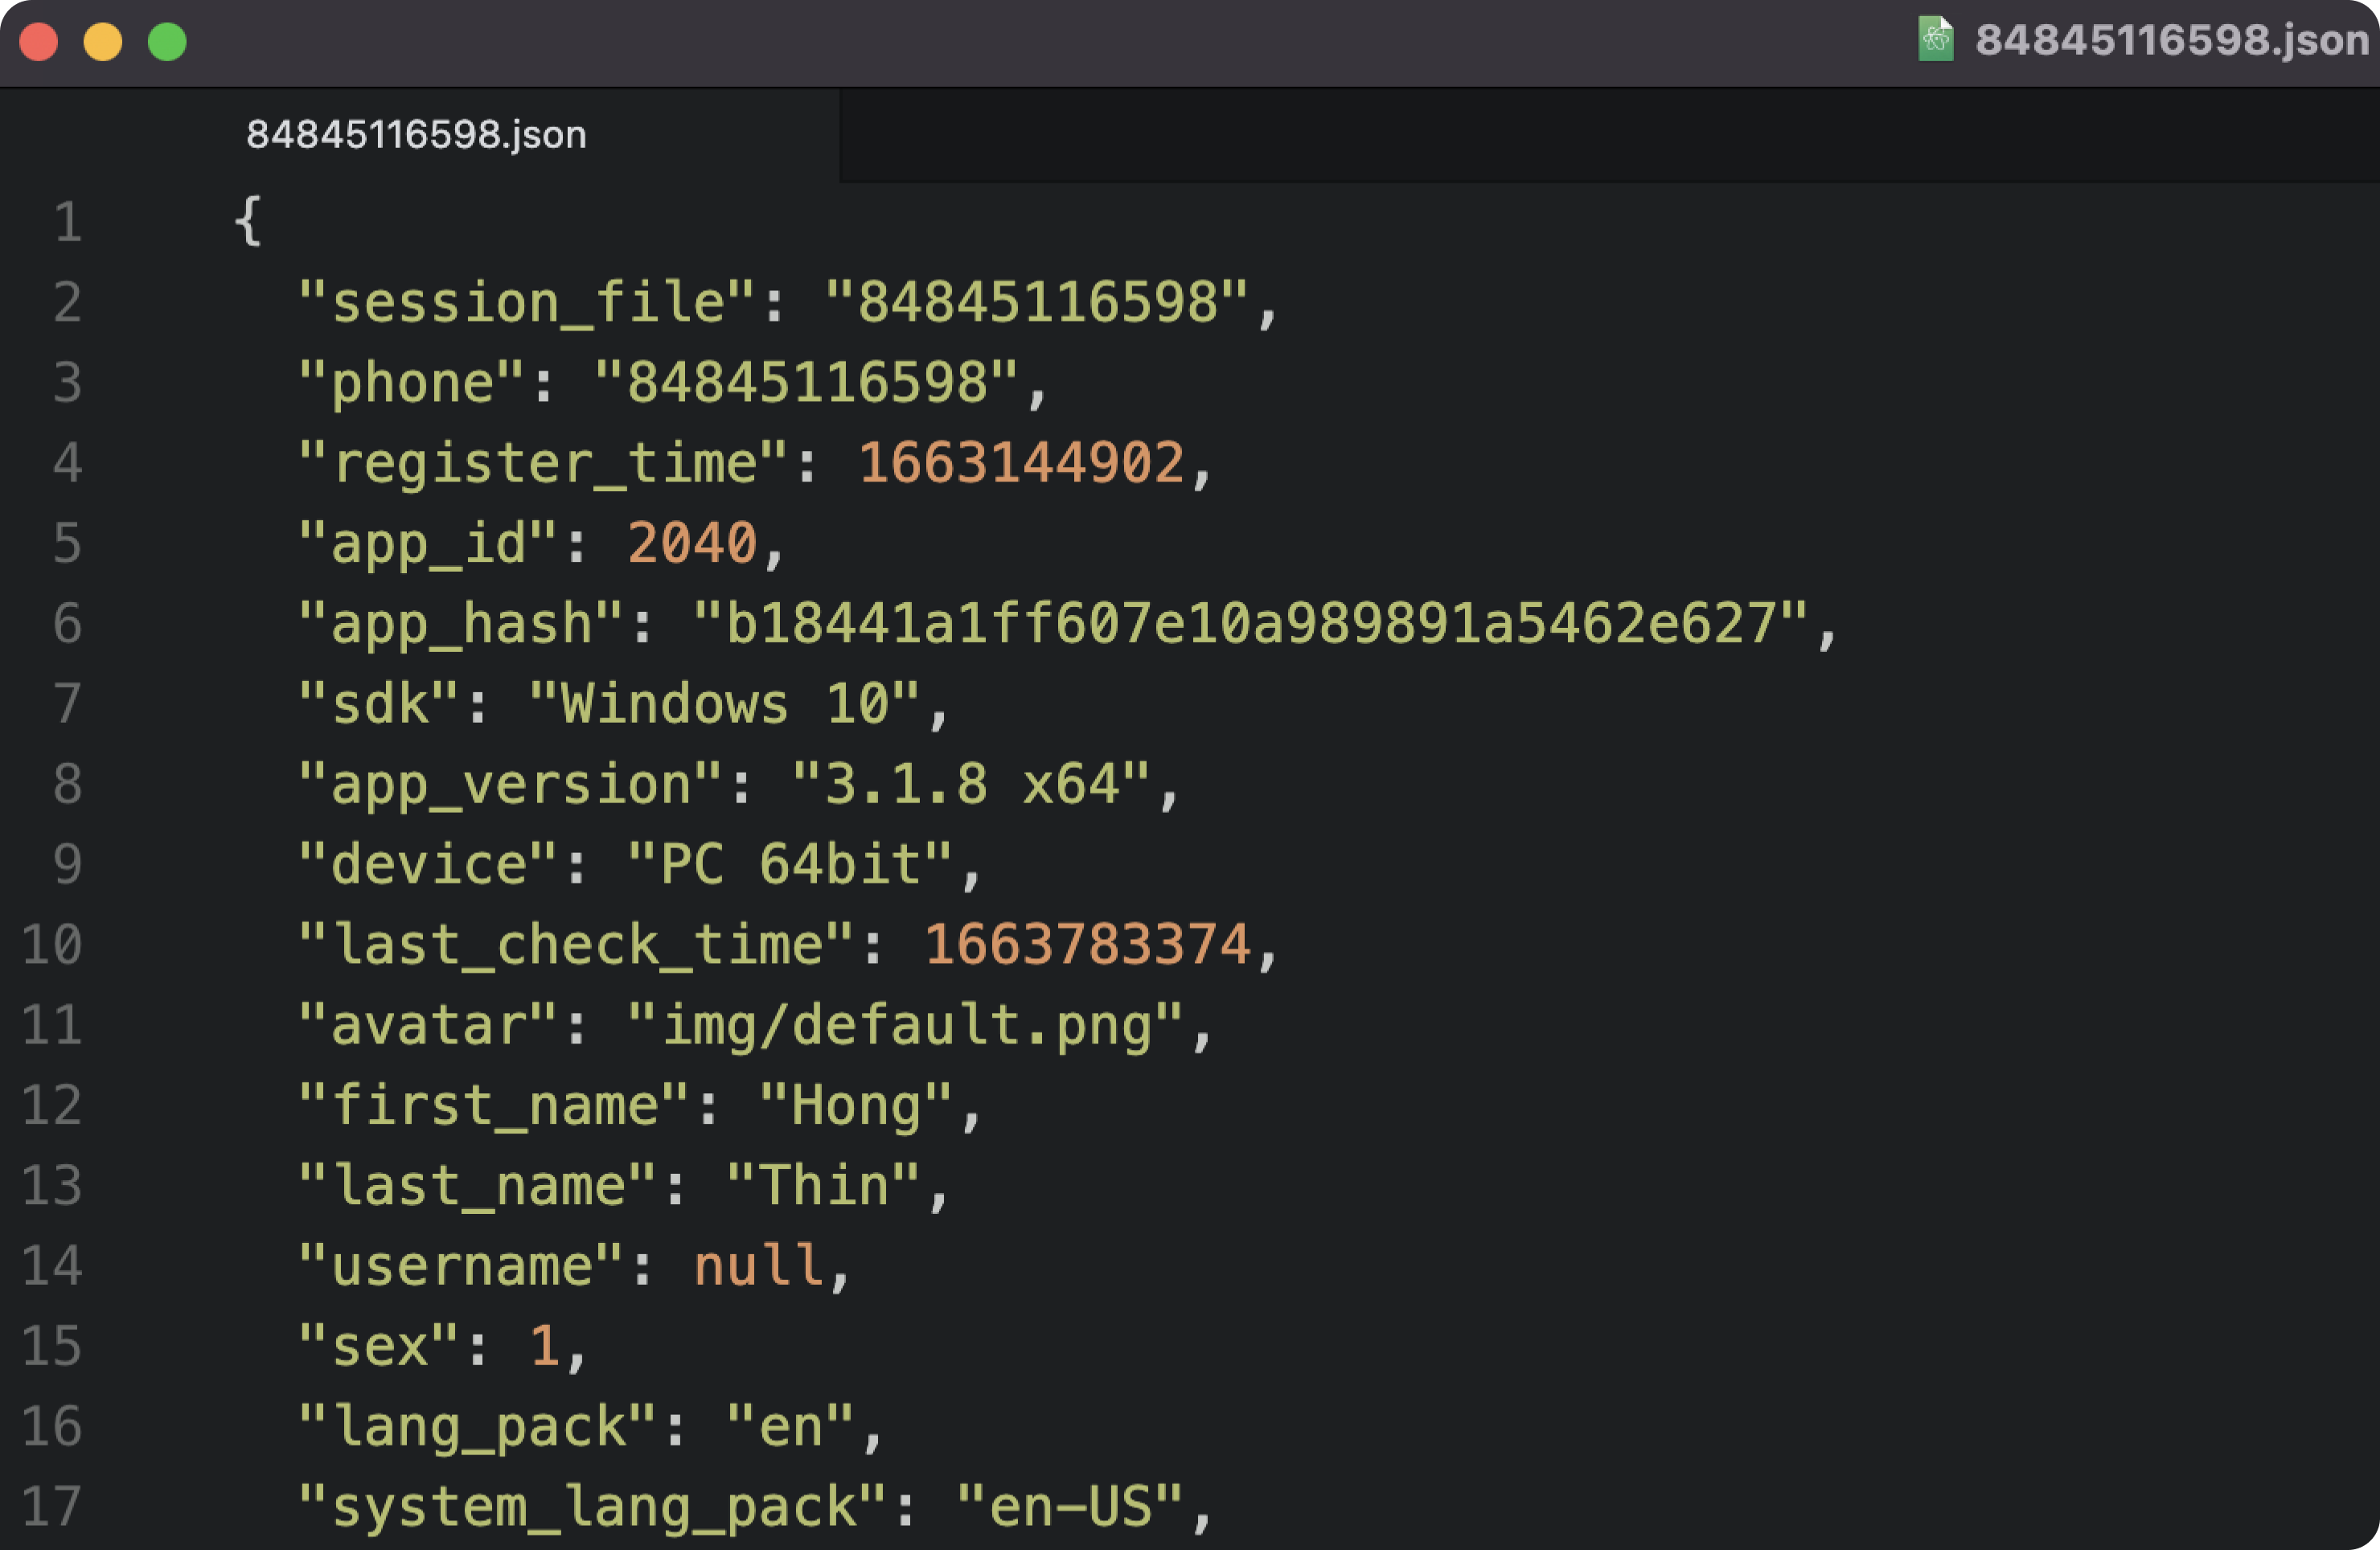 84845116598.json
84845116598.json
1 {
2 "session_file": "84845116598",
3 "phone": "84845116598",
4 "register_time": 1663144902,
5 "app_id": 2040,
6 "app_hash": "b18441a1ff607e10a989891a5462e627",
7 "sdk": "Windows 10",
8 "app_version": "3.1.8 x64",
9 "device": "PC 64bit",
10 "last_check_time": 1663783374,
11 "avatar": "img/default.png",
12 "first_name": "Hong",
13 "last_name": "Thin",
14 "username": null,
15 "sex": 1,
16 "lang_pack": "en",
17 "system_lang_pack": "en-US",